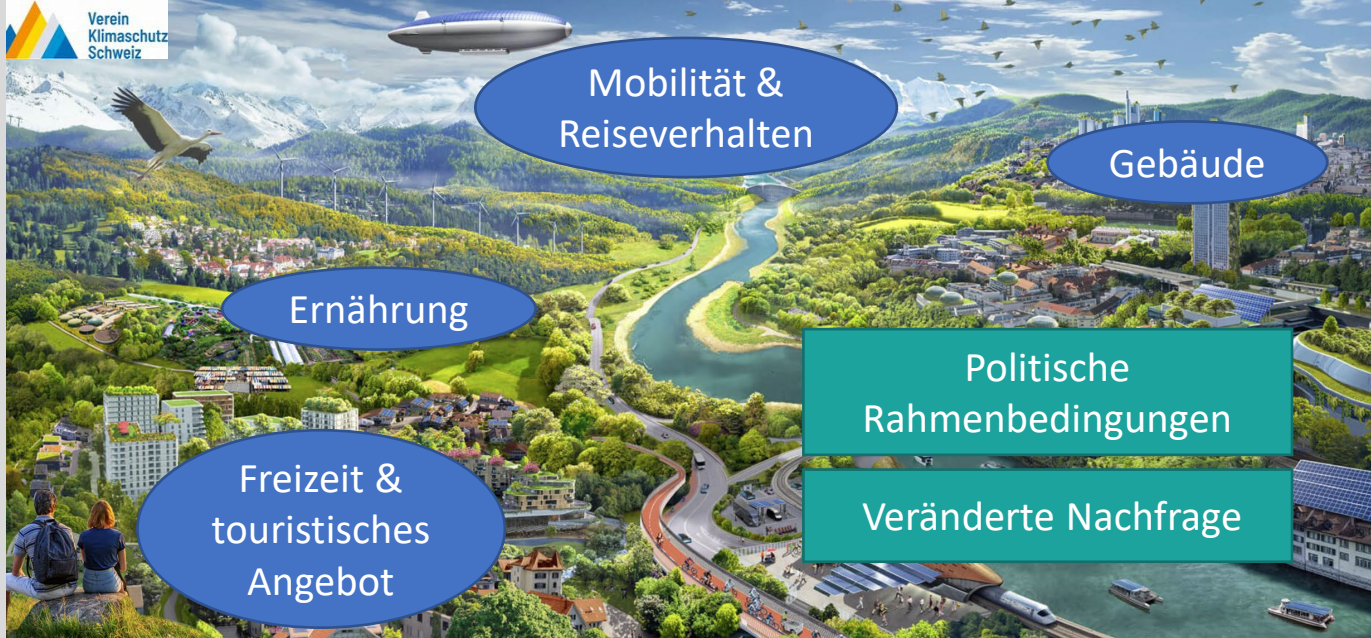 Verein
Klimaschutz
Schweiz
Mobilität &
Reiseverhalten
Gebäude
Ernährung
Politische
Rahmenbedingungen
Freizeit &
touristisches
Angebot
Veränderte Nachfrage